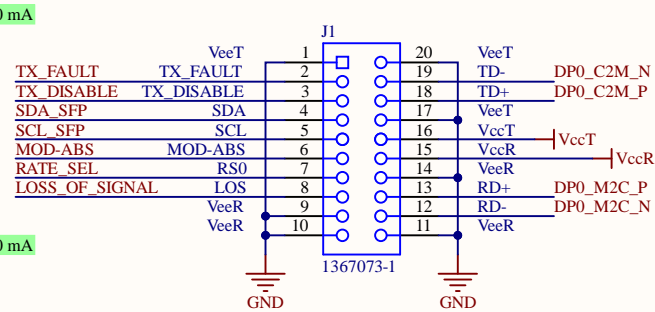 0 mA
J1
VeeT 1 20 VeeT
TX_FAULT TX_FAULT 2 19 TD- DP0_C2M_N
TX_DISABLE TX_DISABLE 3 18 TD+ DP0_C2M_P
SDA_SFP SDA 4 17 VeeT
SCL_SFP SCL 5 16 VccT VccT
MOD-ABS MOD-ABS 6 15 VccR VccR
RATE_SEL RS0 7 14 VeeR
LOSS_OF_SIGNAL LOS 8 13 RD+ DP0_M2C_P
VeeR 9 12 RD- DP0_M2C_N
VeeR 10 11 VeeR
0 mA
1367073-1
GND GND